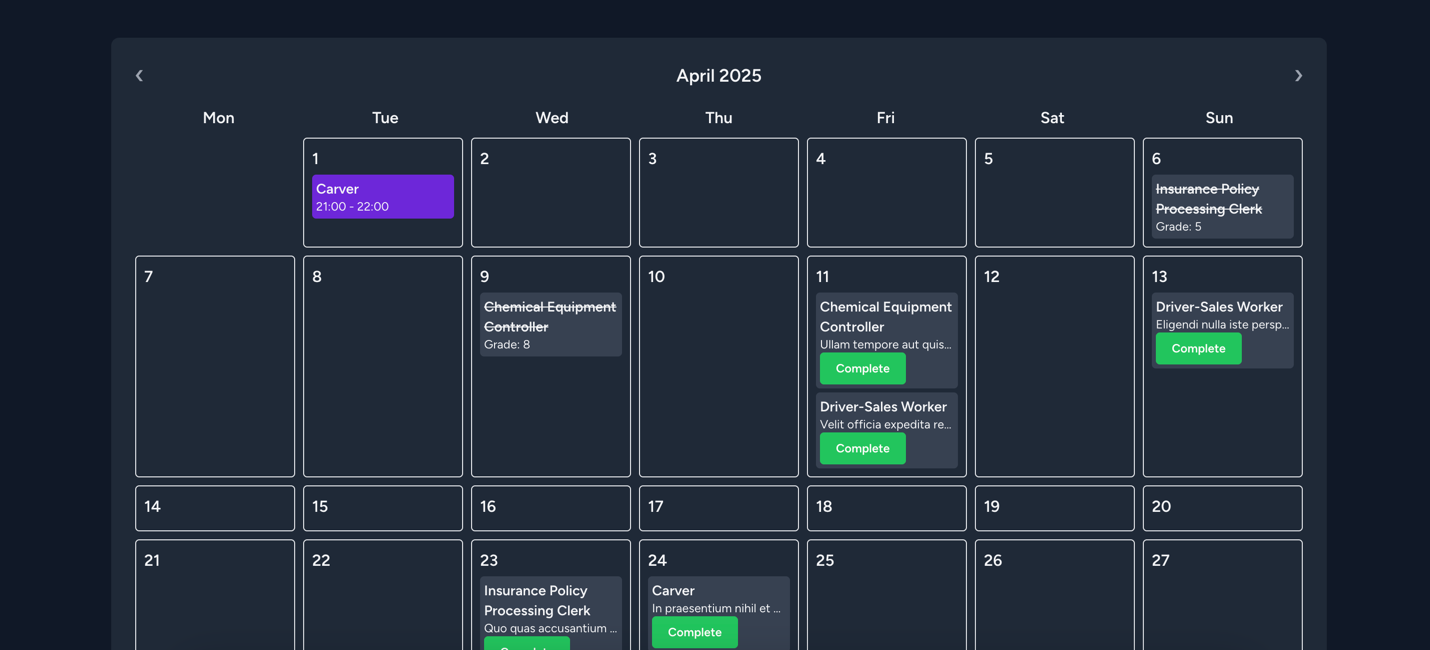 ‹ April 2025 ›
Mon Tue Wed Thu Fri Sat Sun
1 2 3 4 5 6
Carver
21:00 - 22:00
Insurance Policy
Processing Clerk
Grade: 5
7 8 9 10 11 12 13
Chemical Equipment
Controller
Grade: 8
Chemical Equipment
Controller
Ullam tempore aut quis...
Complete
Driver-Sales Worker
Velit officia expedita re...
Complete
Driver-Sales Worker
Eligendi nulla iste persp...
Complete
14 15 16 17 18 19 20
21 22 23 24 25 26 27
Insurance Policy
Processing Clerk
Quo quas accusantium ...
Carver
In praesentium nihil et ...
Complete